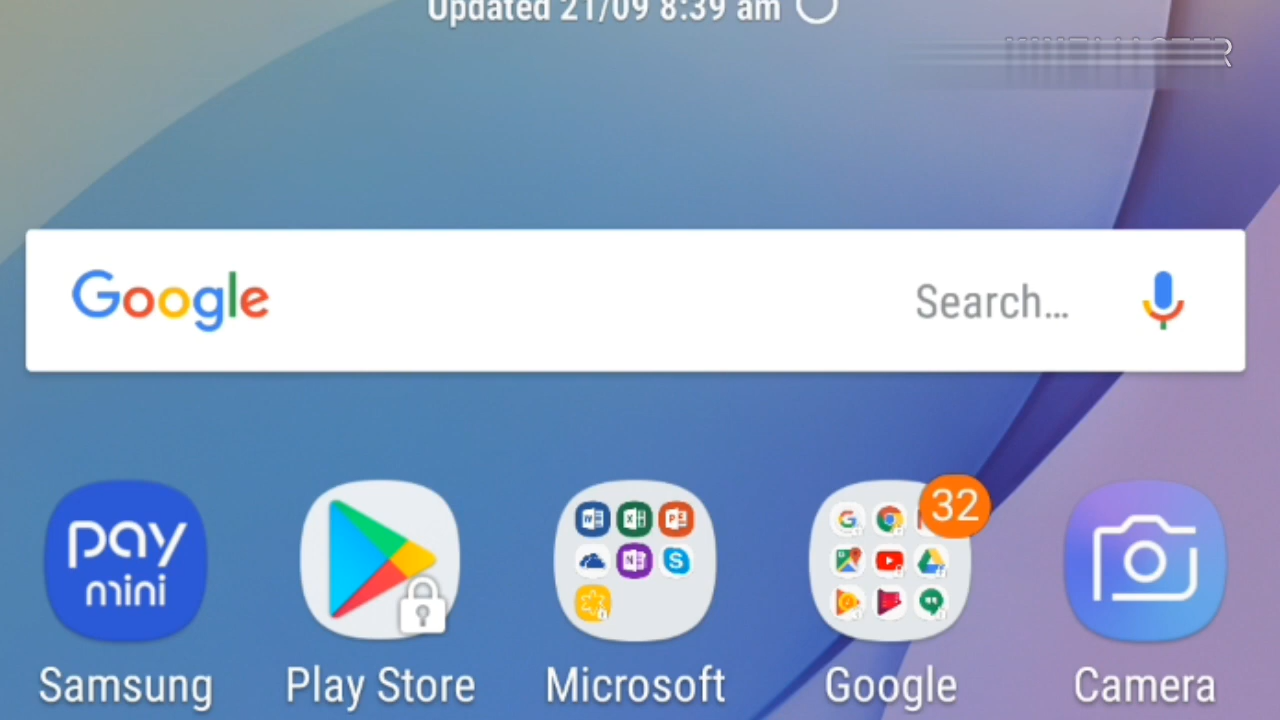 Updated 21/09 8:39 am
Google
Search...
32
pay
mini
Samsung
Play Store
Microsoft
Google
Camera